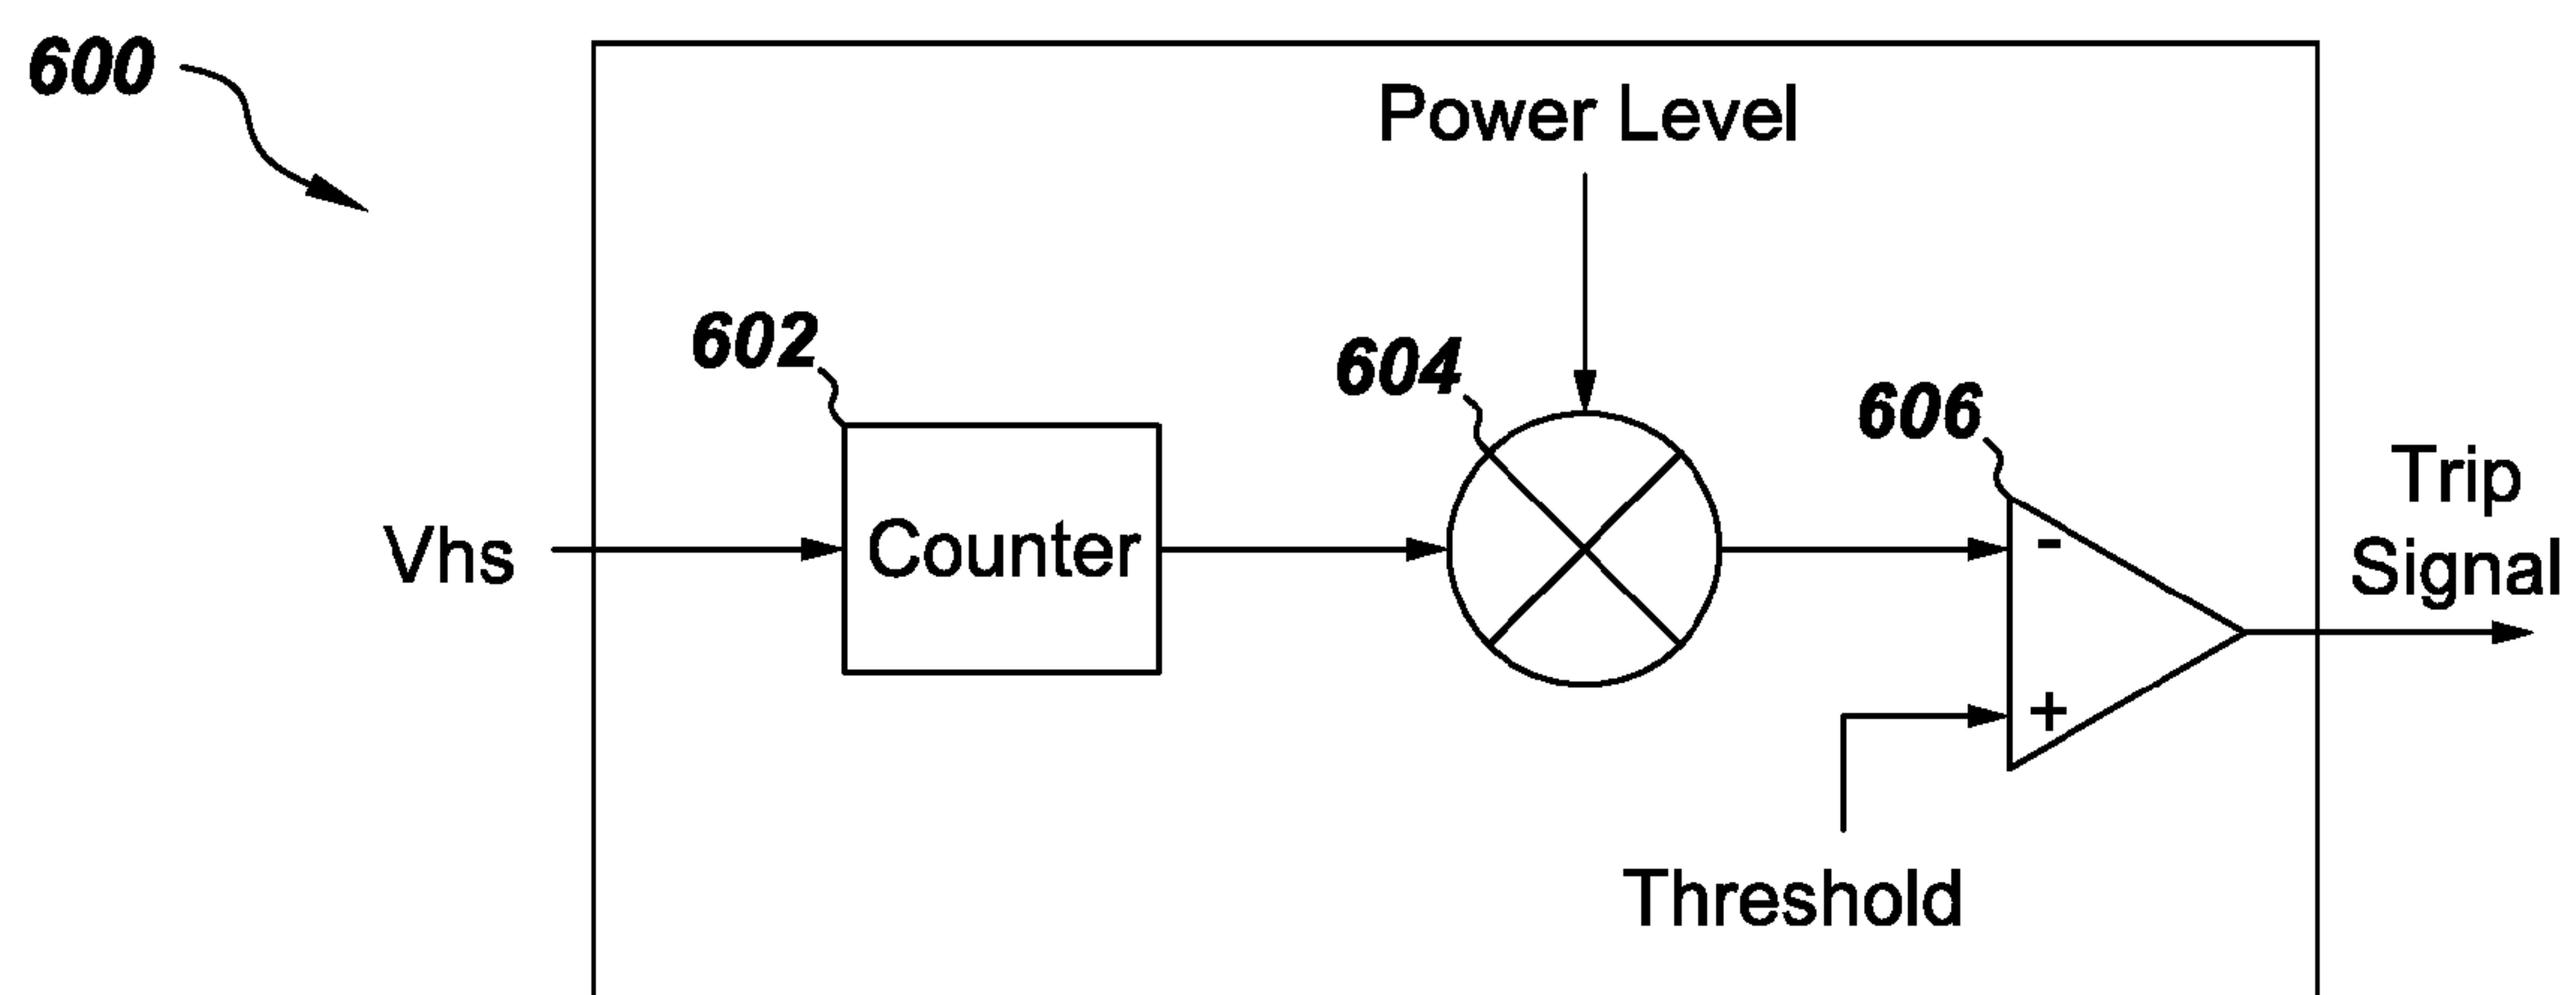 600
Power Level
602
604
606
Vhs
Counter
-
+
Trip
Signal
Threshold